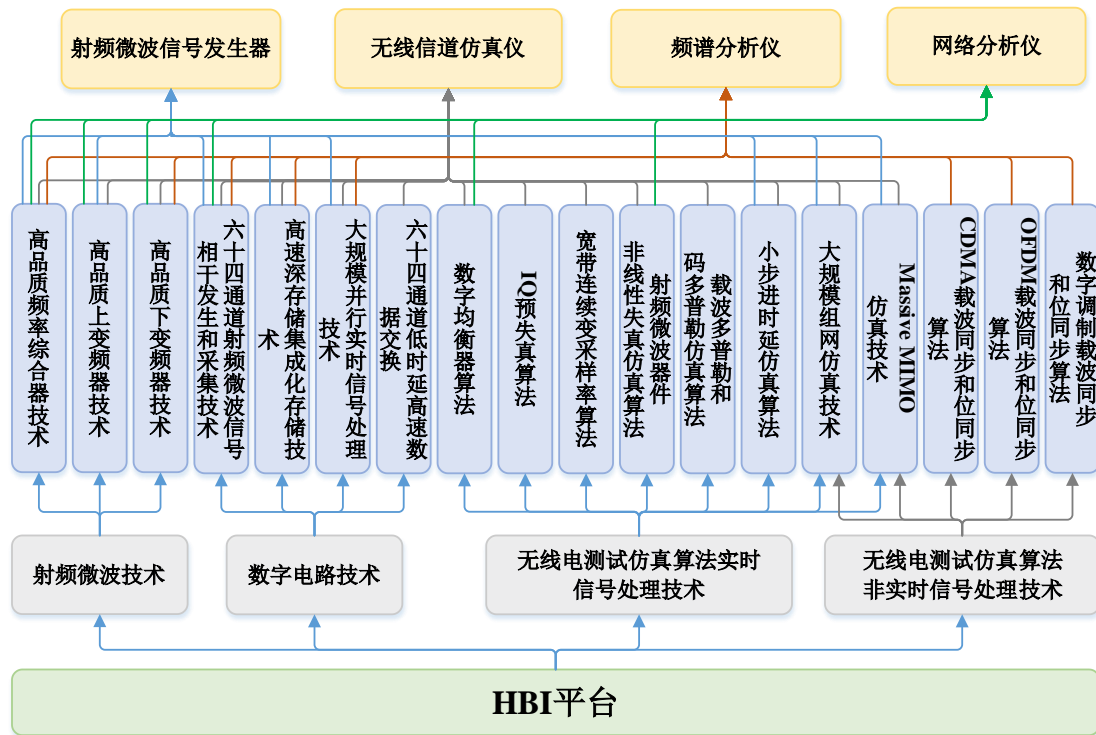 射频微波信号发生器
无线信道仿真仪
频谱分析仪
网络分析仪
高品质频率综合器技术
高品质上变频器技术
高品质下变频器技术
六十四通道射频微波信号
相干发生和采集技术
高速深存储集成化存储技
术
大规模并行实时信号处理
技术
六十四通道低时延高速数
据交换
数字均衡器算法
IQ预失真算法
宽带连续变采样率算法
射频微波器件
非线性失真仿真算法
载波多普勒和
码多普勒仿真算法
小步进时延仿真算法
大规模组网仿真技术
Massive MIMO
仿真技术
CDMA载波同步和位同步
算法
OFDM载波同步和位同步
算法
数字调制载波同步
和位同步算法
射频微波技术
数字电路技术
无线电测试仿真算法实时
信号处理技术
无线电测试仿真算法
非实时信号处理技术
HBI平台